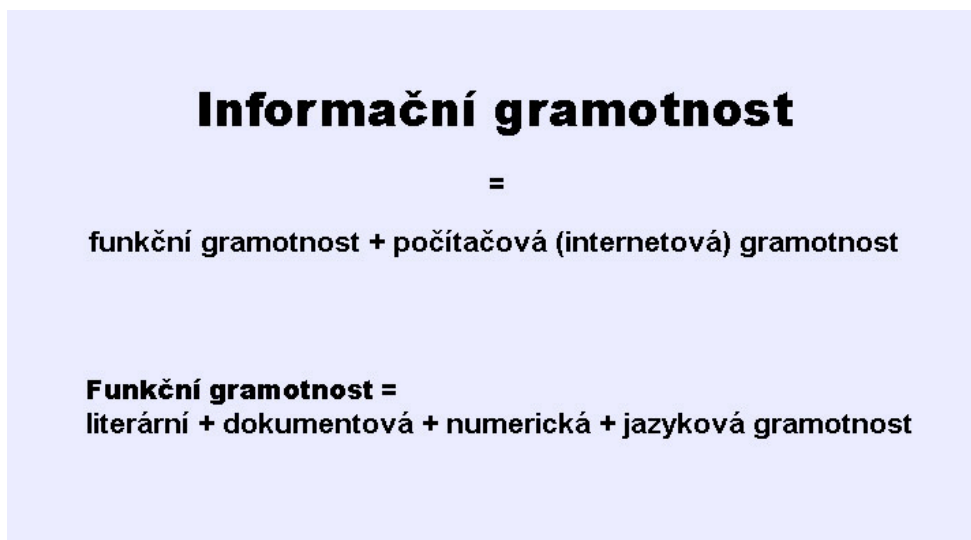 Informační gramotnost
=
funkční gramotnost + počítačová (internetová) gramotnost
Funkční gramotnost =
literární + dokumentová + numerická + jazyková gramotnost